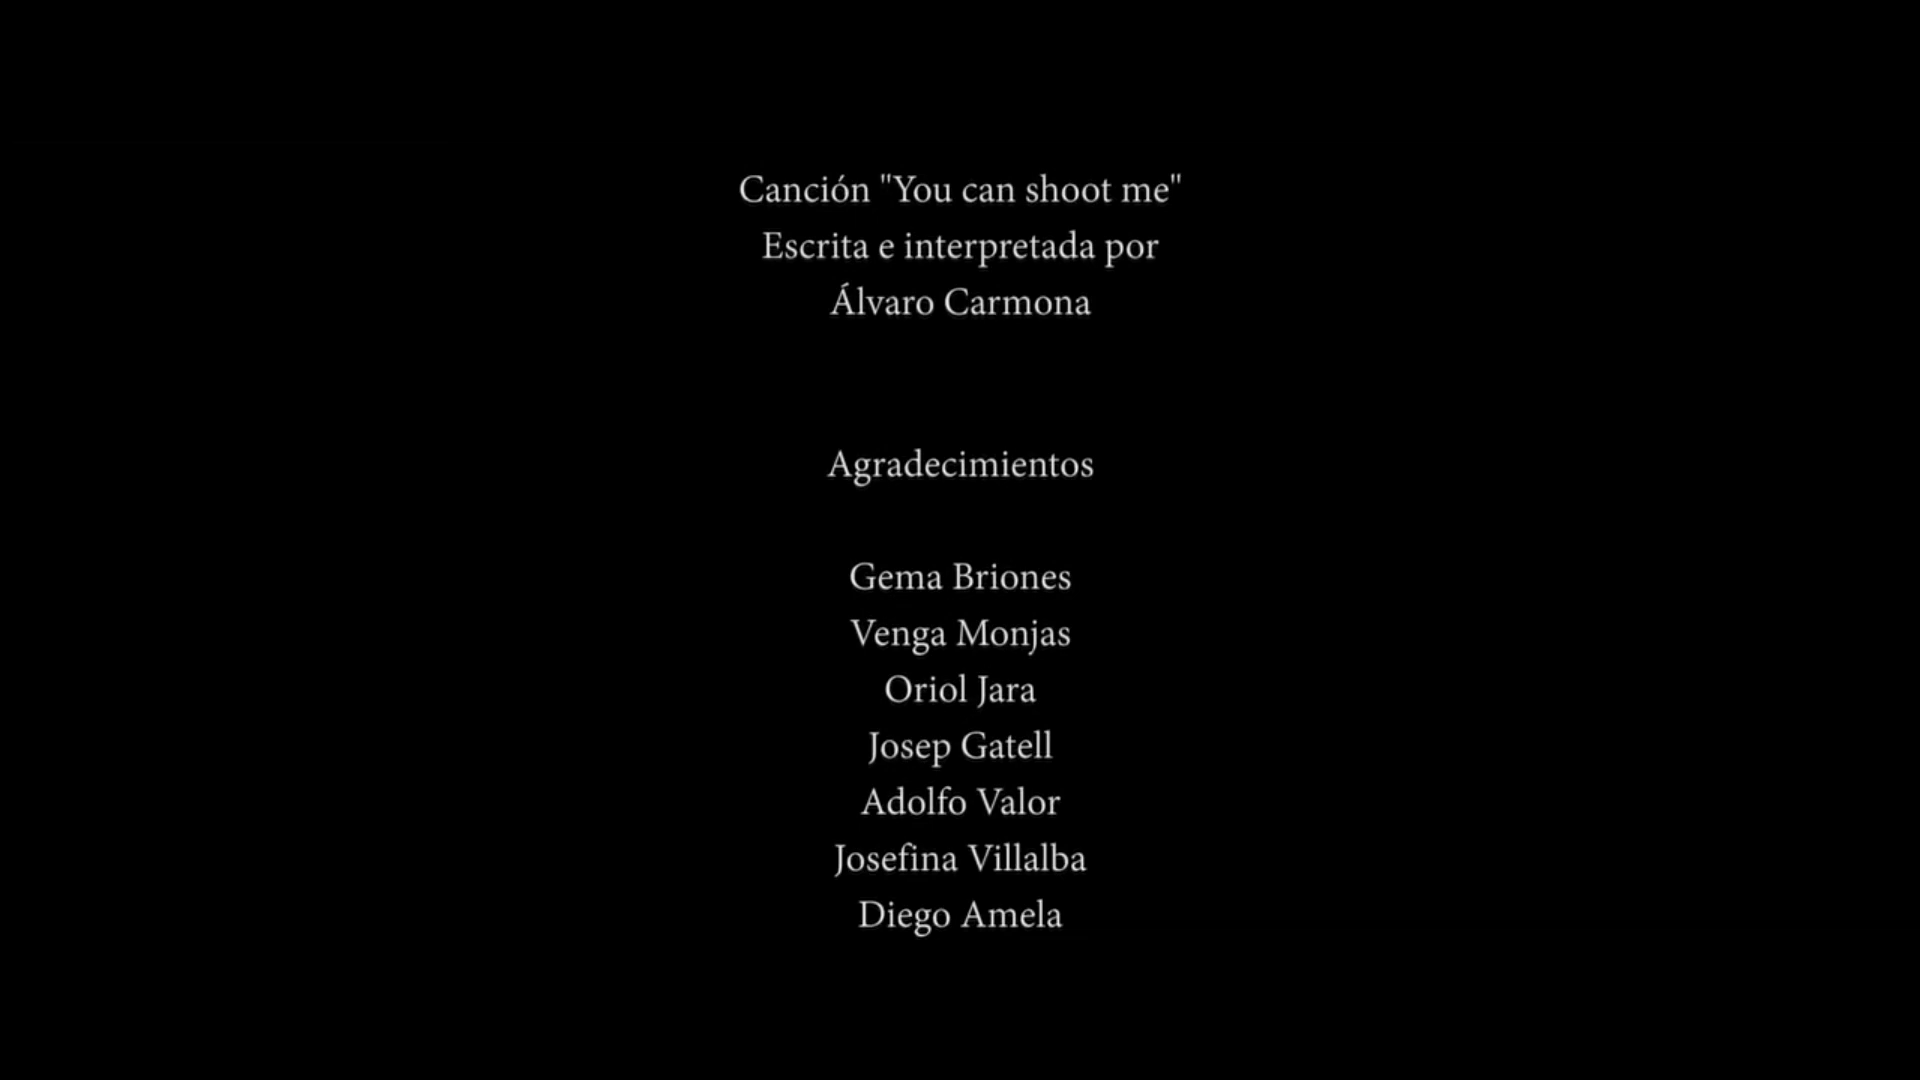 Canción "You can shoot me"
Escrita e interpretada por
Álvaro Carmona
Agradecimientos
Gema Briones
Venga Monjas
Oriol Jara
Josep Gatell
Adolfo Valor
Josefina Villalba
Diego Amela